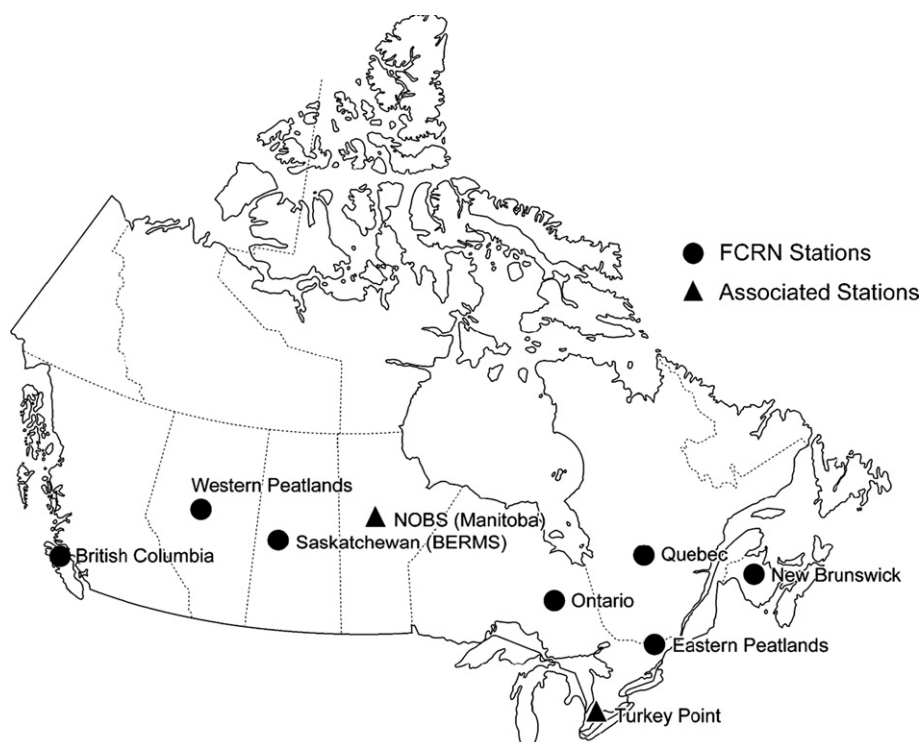 FCRN Stations
Associated Stations
Western Peatlands
NOBS (Manitoba)
Saskatchewan (BERMS)
British Columbia
Quebec
New Brunswick
Ontario
Eastern Peatlands
Turkey Point